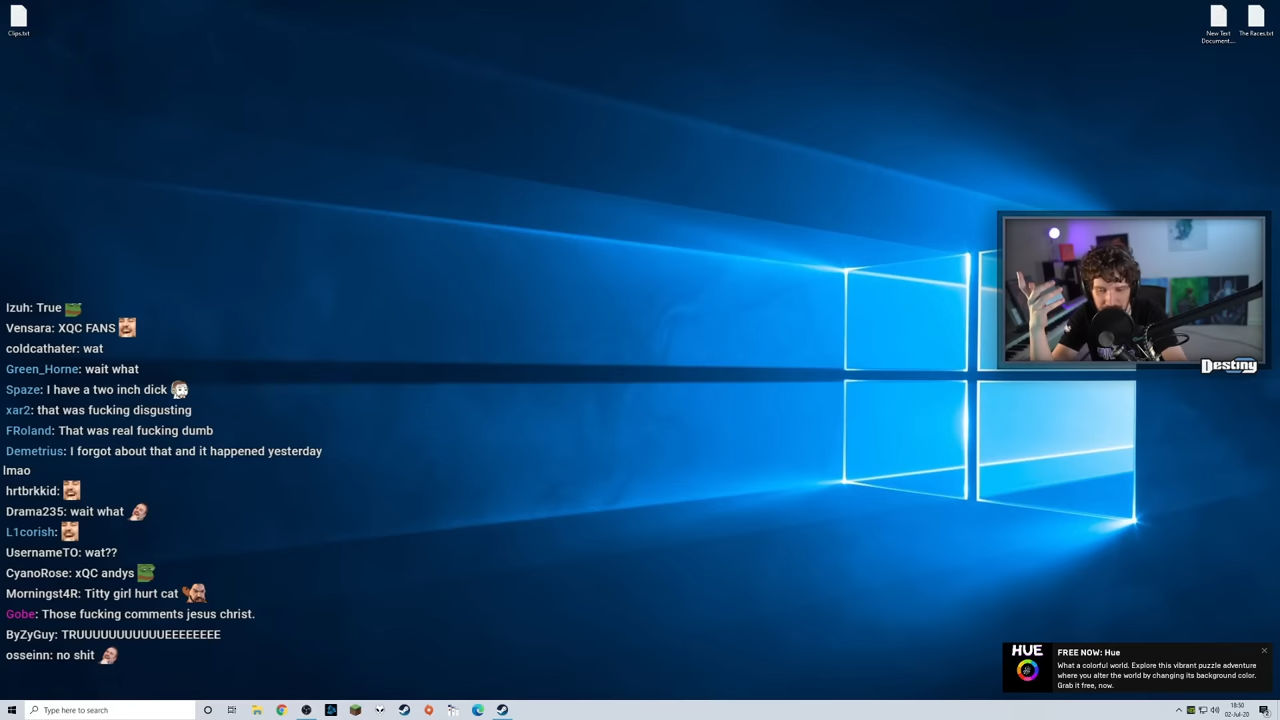 Clips.txt
New Text
Document....
The Races.txt
Destiny
Izuh: True
Vensara: XQC FANS
coldcathater: wat
Green_Horne: wait what
Spaze: I have a two inch dick
xar2: that was fucking disgusting
FRoland: That was real fucking dumb
Demetrius: I forgot about that and it happened yesterday
lmao
hrtbrkkid:
Drama235: wait what
L1corish:
UsernameTO: wat??
CyanoRose: xQC andys
Morningst4R: Titty girl hurt cat
Gobe: Those fucking comments jesus christ.
ByZyGuy: TRUUUUUUUUUUUEEEEEEEE
osseinn: no shit
HUE
FREE NOW: Hue
What a colorful world. Explore this vibrant puzzle adventure
where you alter the world by changing its background color.
Grab it free, now.
Type here to search
18:50
02-Jul-20